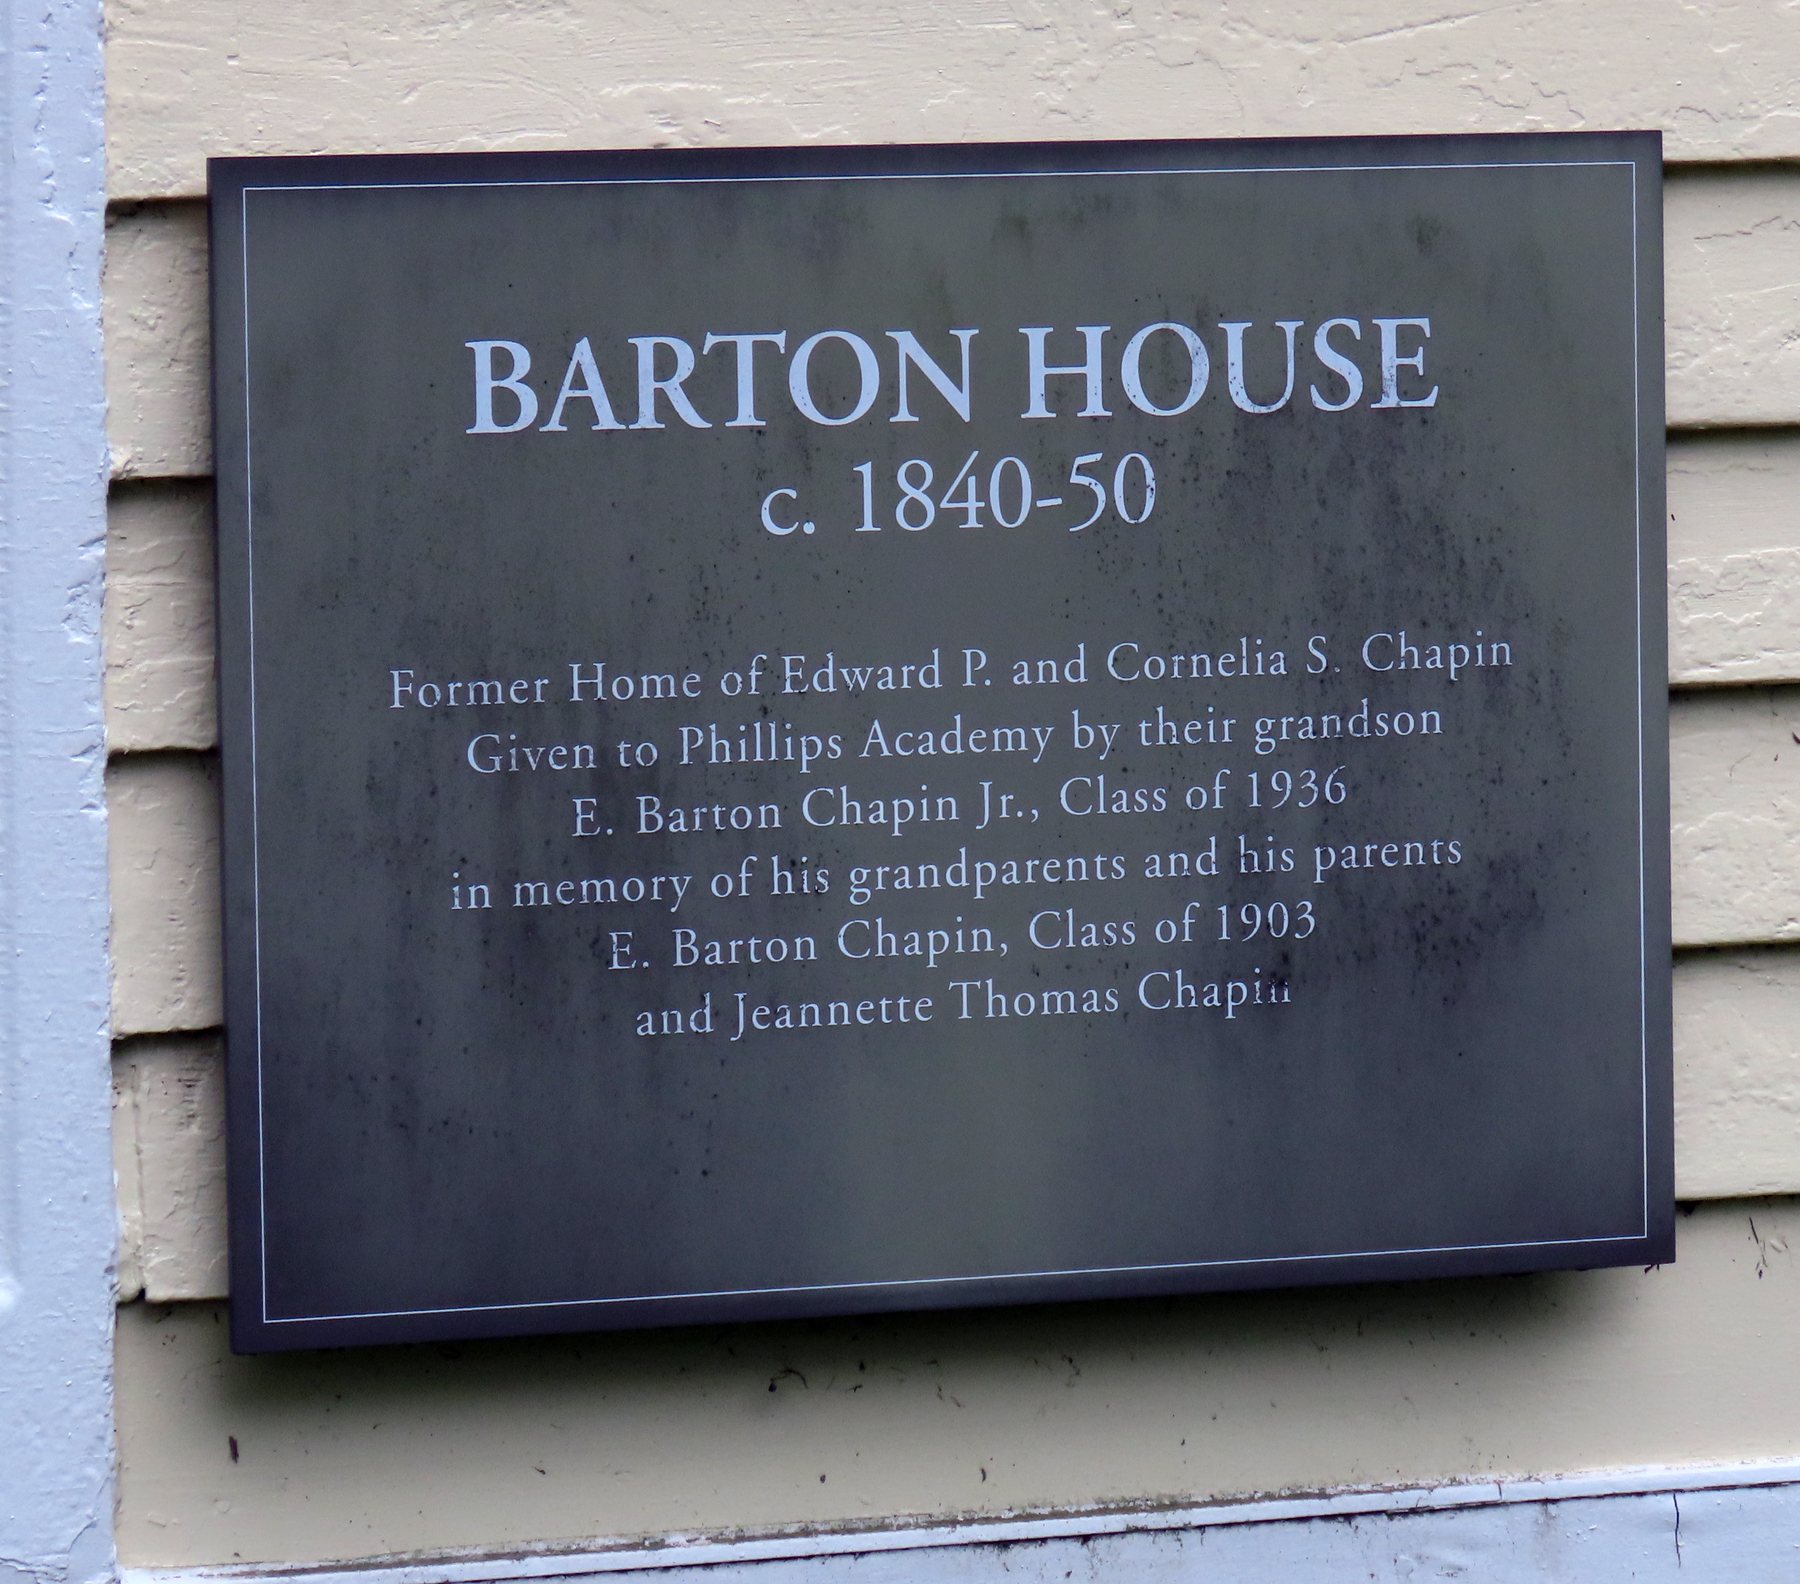 BARTON HOUSE
c. 1840-50
Former Home of Edward P. and Cornelia S. Chapin
Given to Phillips Academy by their grandson
E. Barton Chapin Jr., Class of 1936
in memory of his grandparents and his parents
E. Barton Chapin, Class of 1903
and Jeannette Thomas Chapin